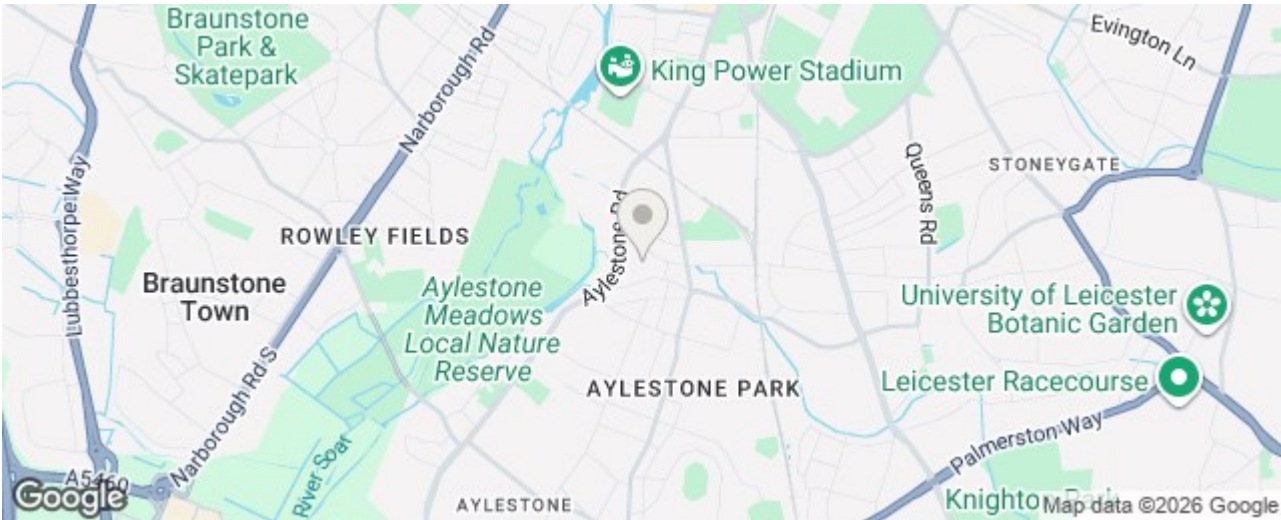 Braunstone
Park &
Skatepark
Narborough Rd
King Power Stadium
Evington Ln
Lubbesthorpe Way
Queens Rd
STONEYGATE
Aylestone Rd
ROWLEY FIELDS
Braunstone
Town
Aylestone
Meadows
Local Nature
Reserve
University of Leicester
Botanic Garden
AYLESTONE PARK
Leicester Racecourse
Narborough Rd S
Palmerston Way
River Soar
A5460
AYLESTONE
Knighton Park
Google
Map data ©2026 Google